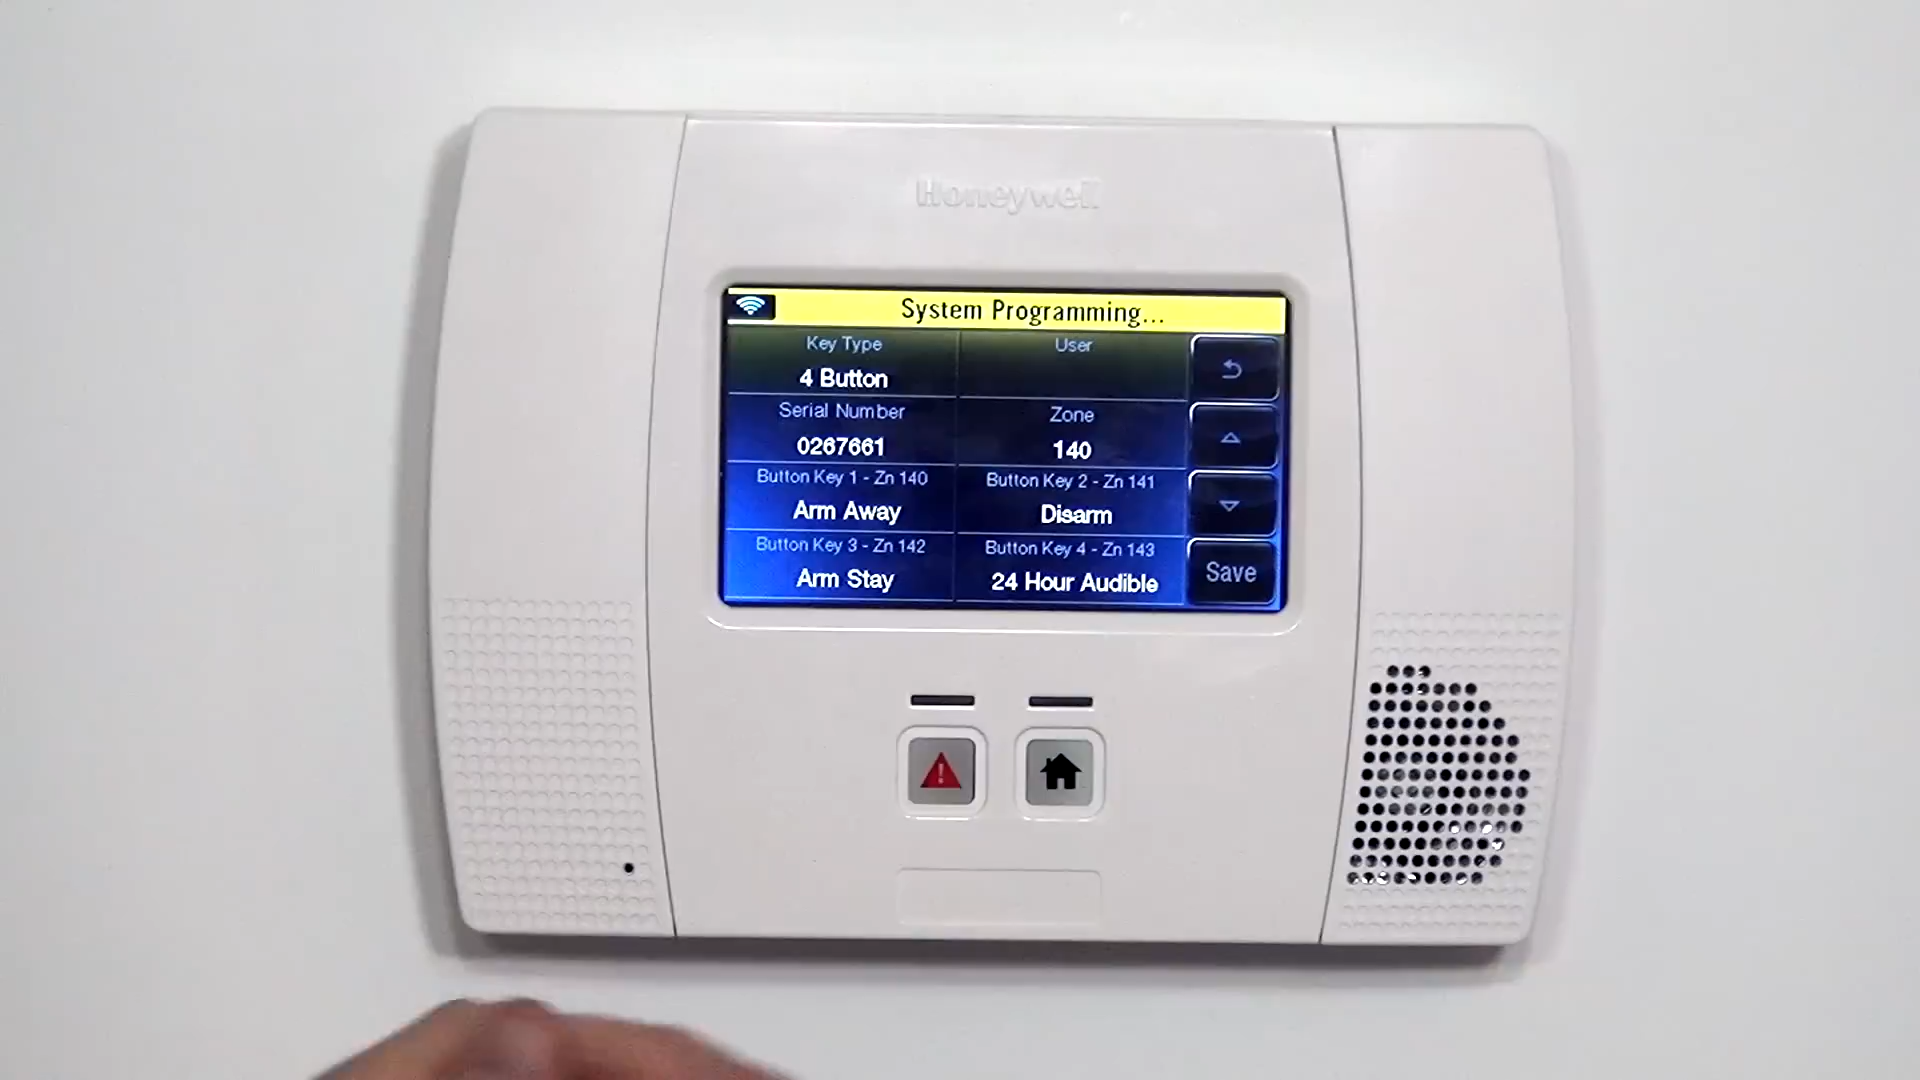 Honeywell
System Programming...
Key Type
User
4 Button
Serial Number
Zone
0267661
140
Button Key 1 - Zn 140
Button Key 2 - Zn 141
Arm Away
Disarm
Button Key 3 - Zn 142
Button Key 4 - Zn 143
Arm Stay
24 Hour Audible
Save